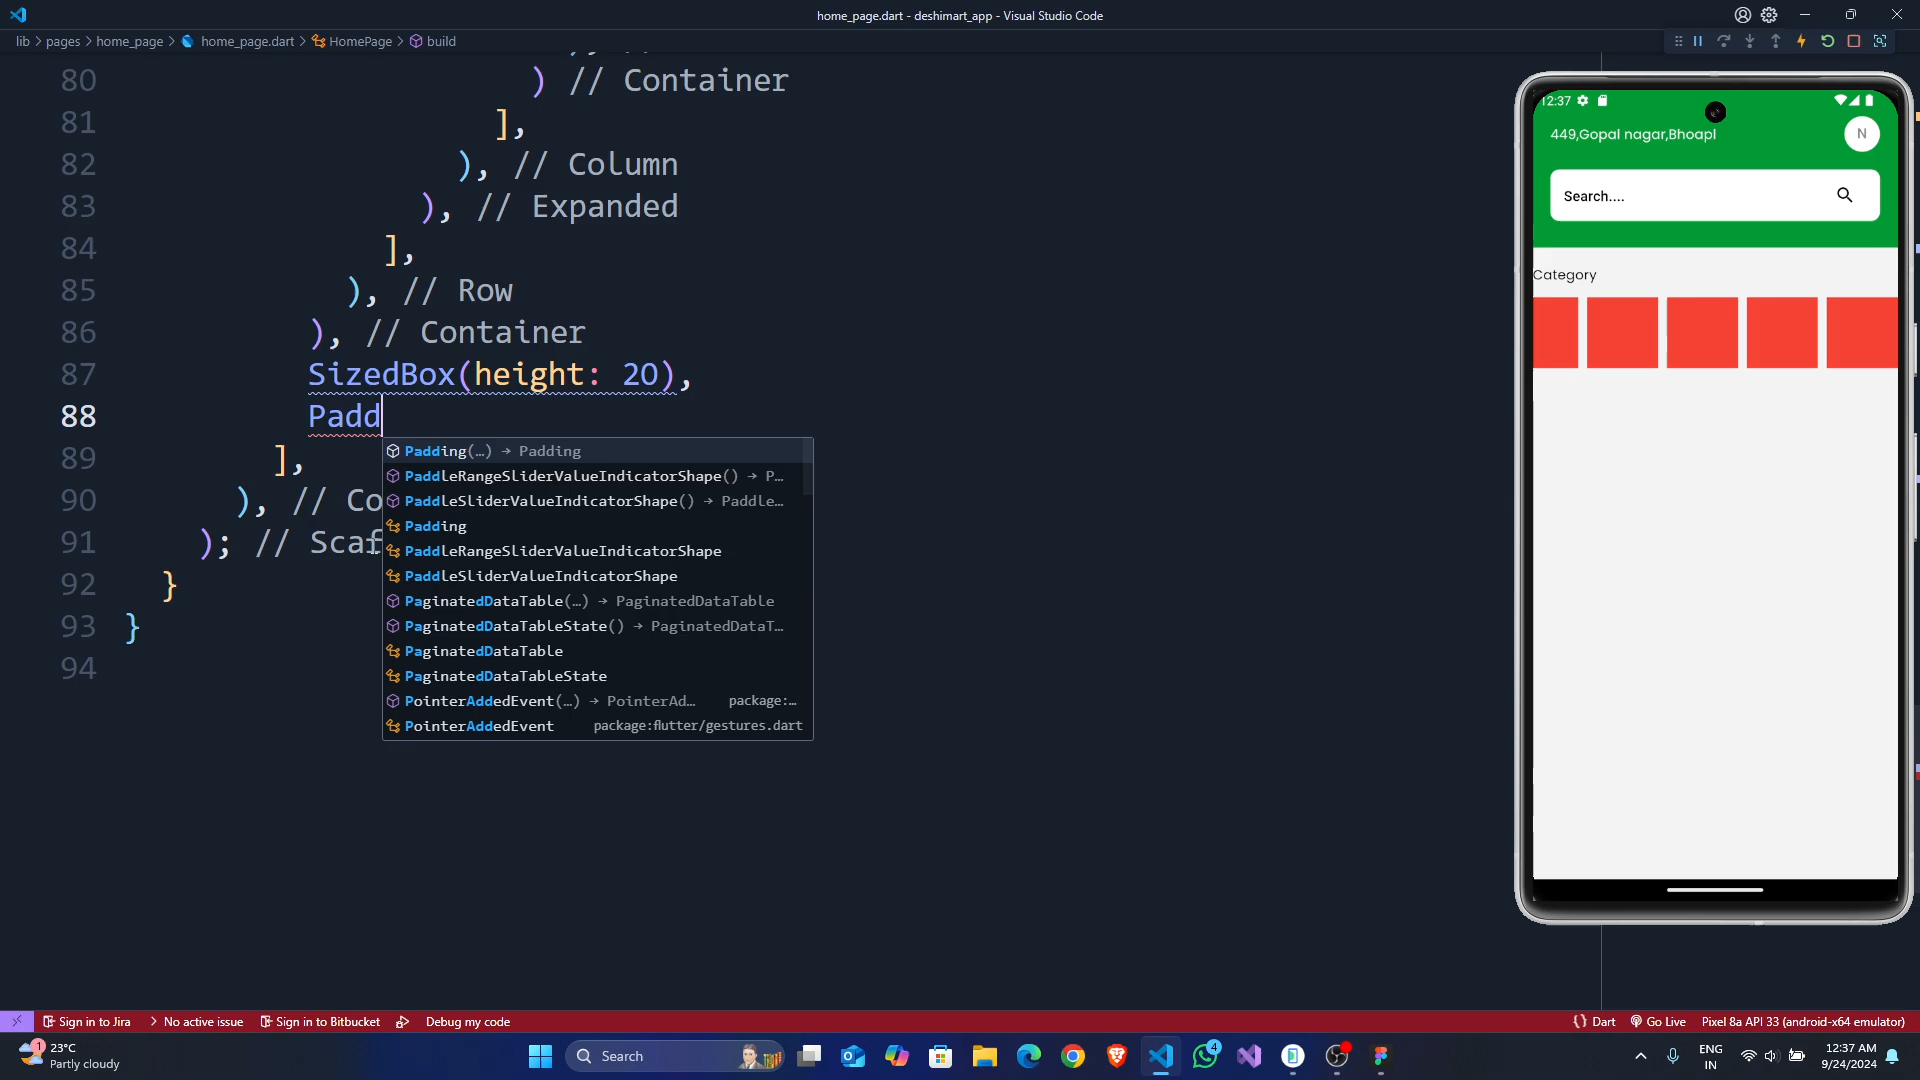 home_page.dart - deshimart_app - Visual Studio Code
lib > pages > home_page > home_page.dart > HomePage > build
80 ) // Container
81 ],
82 ), // Column
83 ), // Expanded
84 ],
85 ), // Row
86 ), // Container
87 SizedBox(height: 20),
88 Padd
89 ],
90 ), // Co
91 ); // Scaf
92 }
93 }
94
Padding(…) → Padding
PaddleRangeSliderValueIndicatorShape() → P…
PaddleSliderValueIndicatorShape() → Paddle…
Padding
PaddleRangeSliderValueIndicatorShape
PaddleSliderValueIndicatorShape
PaginatedDataTable(…) → PaginatedDataTable
PaginatedDataTableState() → PaginatedDataT…
PaginatedDataTable
PaginatedDataTableState
PointerAddedEvent(…) → PointerAd… package:…
PointerAddedEvent package:flutter/gestures.dart
12:37
449,Gopal nagar,Bhoapl
N
Search....
Category
Sign in to Jira No active issue Sign in to Bitbucket Debug my code
{} Dart Go Live Pixel 8a API 33 (android-x64 emulator)
1
23°C
Partly cloudy
Search
4
ENG
IN
12:37 AM
9/24/2024